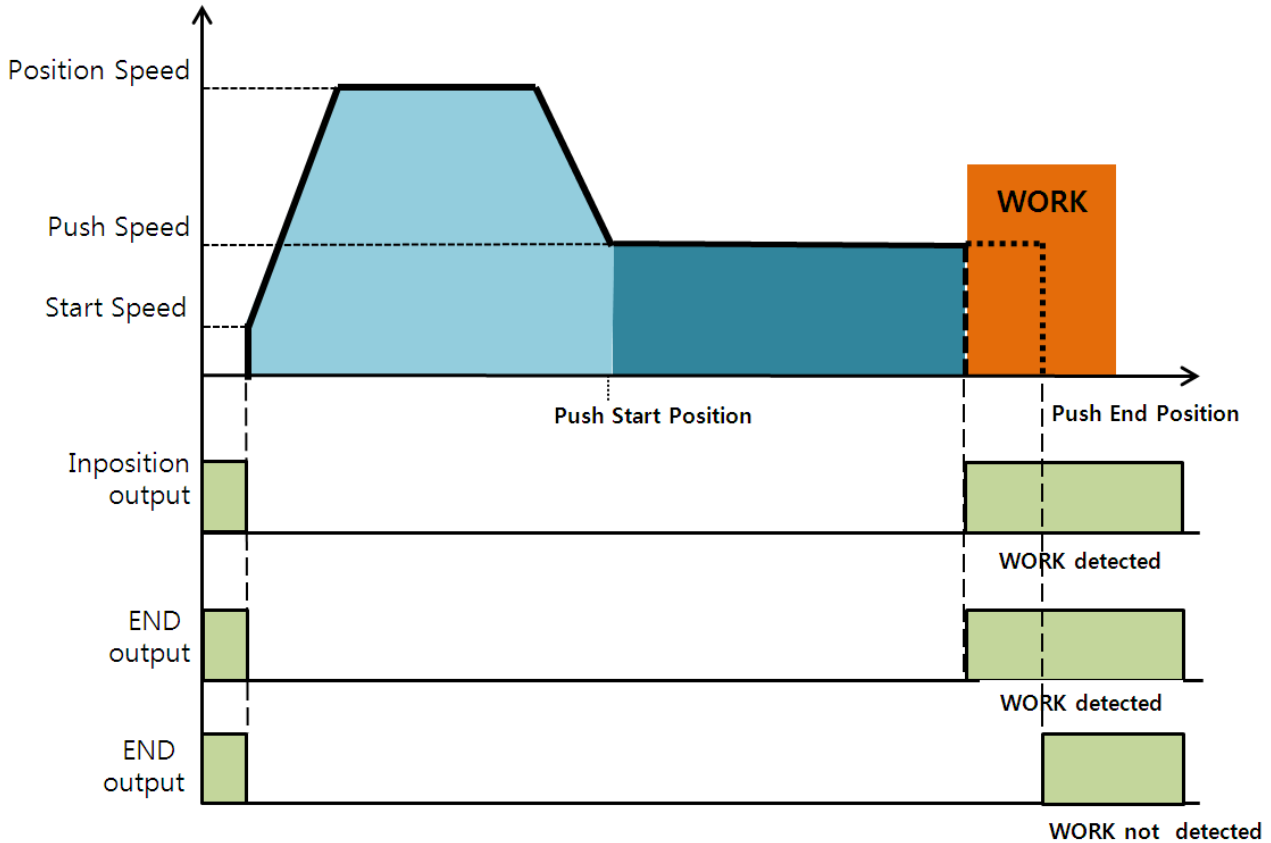 Position Speed
WORK
Push Speed
Start Speed
Push Start Position
Push End Position
Inposition
output
WORK detected
END
output
WORK detected
END
output
WORK not detected